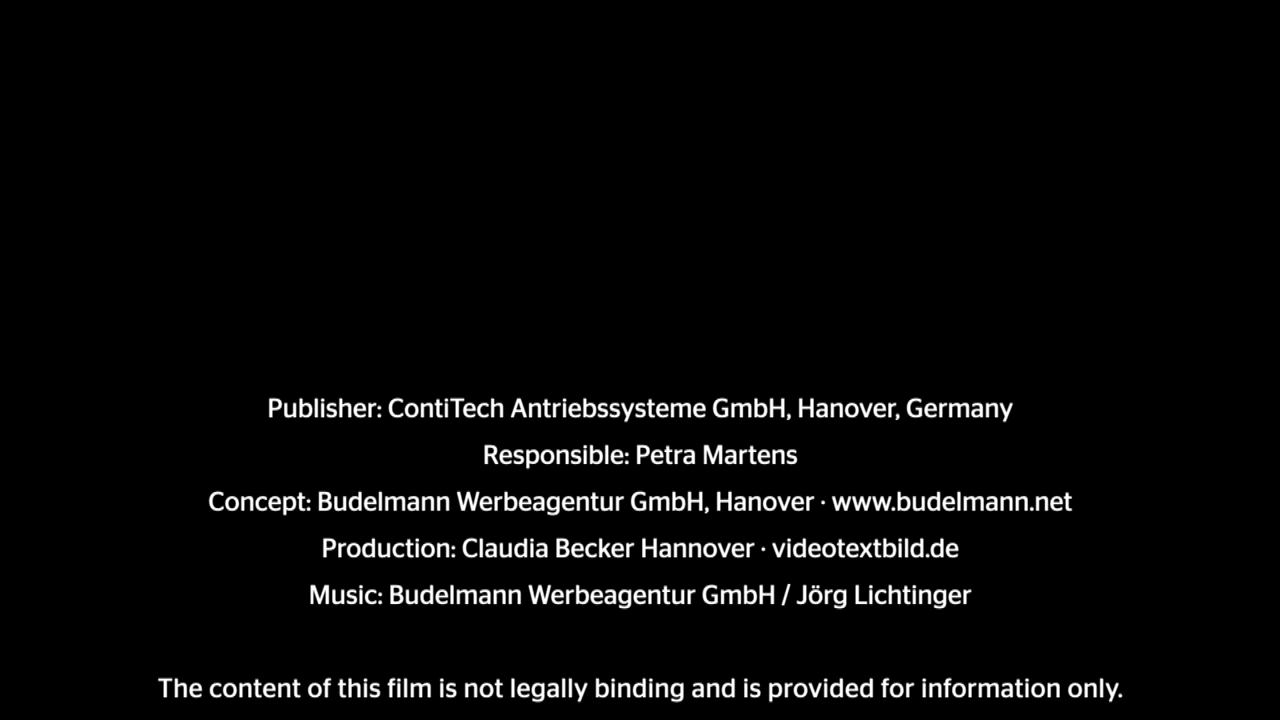 Publisher: ContiTech Antriebssysteme GmbH, Hanover, Germany
Responsible: Petra Martens
Concept: Budelmann Werbeagentur GmbH, Hanover · www.budelmann.net
Production: Claudia Becker Hannover · videotextbild.de
Music: Budelmann Werbeagentur GmbH / Jörg Lichtinger
The content of this film is not legally binding and is provided for information only.